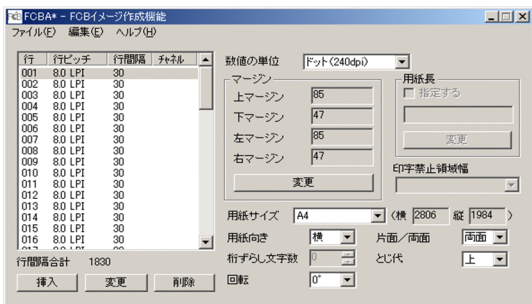 FCBA* - FCBイメージ作成機能
ファイル(F) 編集(E) ヘルプ(H)
行 行ピッチ 行間隔 チャネル
001 8.0 LPI 30
002 8.0 LPI 30
003 8.0 LPI 30
004 8.0 LPI 30
005 8.0 LPI 30
006 8.0 LPI 30
007 8.0 LPI 30
008 8.0 LPI 30
009 8.0 LPI 30
010 8.0 LPI 30
011 8.0 LPI 30
012 8.0 LPI 30
013 8.0 LPI 30
014 8.0 LPI 30
015 8.0 LPI 30
016 8.0 LPI 30
行間隔合計 1830
挿入 変更 削除
数値の単位 ドット(240dpi)
マージン
上マージン 85
下マージン 47
左マージン 85
右マージン 47
変更
用紙長
指定する
変更
印字禁止領域幅
用紙サイズ A4 (横 2806 縦 1984 )
用紙向き 横 片面/両面 両面
桁ずらし文字数 0 とじ代 上
回転 0°